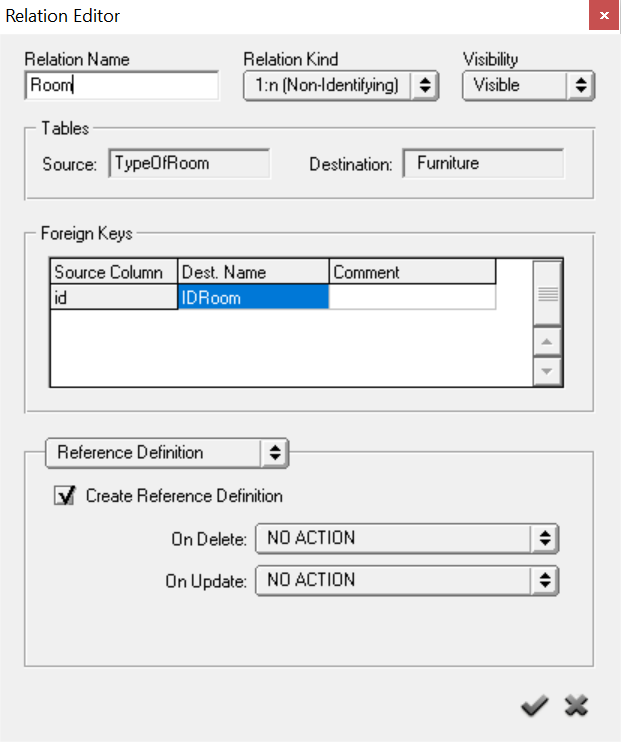 Relation Editor
Relation Name Relation Kind Visibility
Room 1:n (Non-Identifying) Visible
Tables
Source: TypeOfRoom Destination: Furniture
Foreign Keys
Source Column Dest. Name Comment
id IDRoom
Reference Definition
Create Reference Definition
On Delete: NO ACTION
On Update: NO ACTION